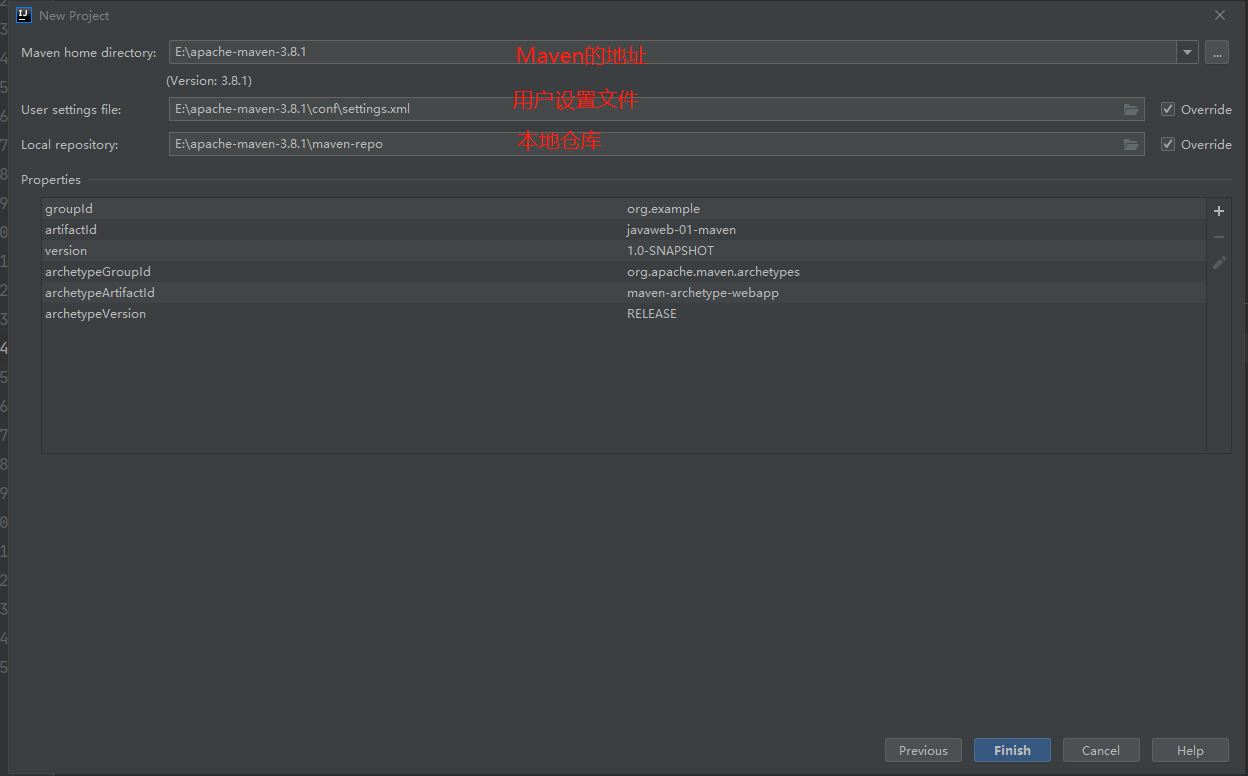 New Project
Maven home directory: E:\apache-maven-3.8.1 Maven的地址 ...
(Version: 3.8.1)
User settings file: E:\apache-maven-3.8.1\conf\settings.xml 用户设置文件 Override
Local repository: E:\apache-maven-3.8.1\maven-repo 本地仓库 Override
Properties
groupId org.example
artifactId javaweb-01-maven
version 1.0-SNAPSHOT
archetypeGroupId org.apache.maven.archetypes
archetypeArtifactId maven-archetype-webapp
archetypeVersion RELEASE
Previous Finish Cancel Help